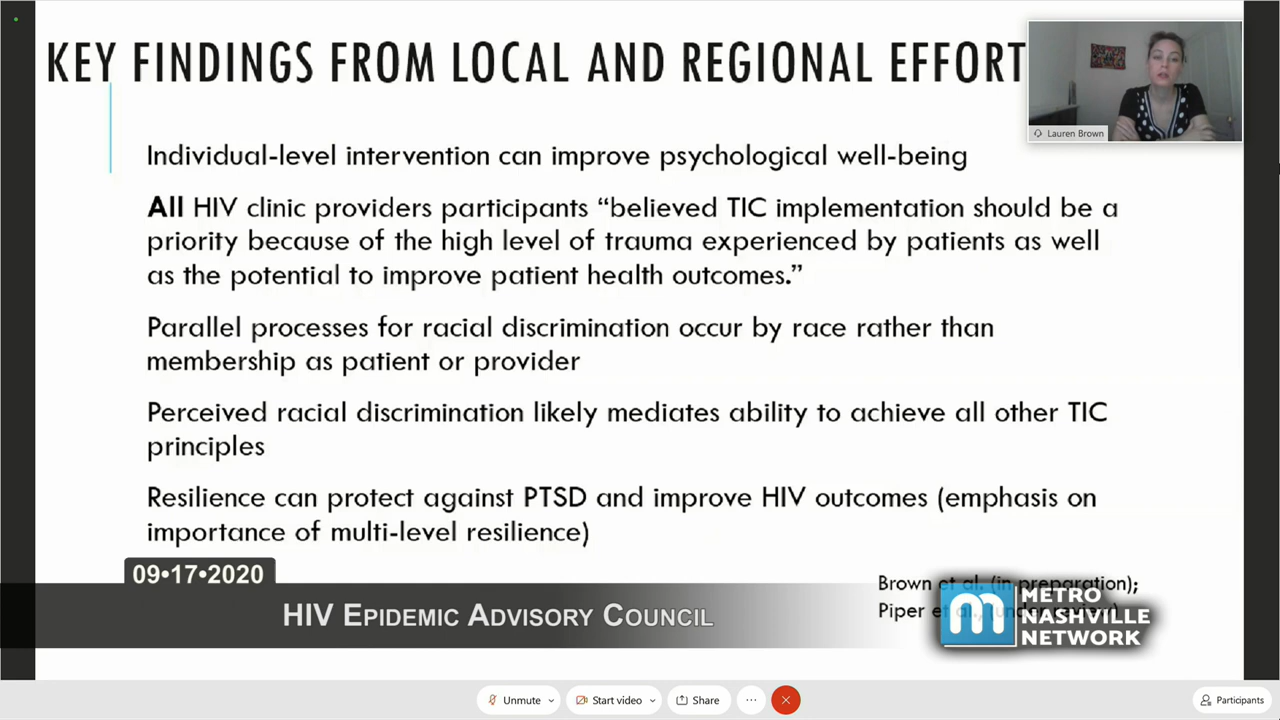 KEY FINDINGS FROM LOCAL AND REGIONAL EFFORT
Lauren Brown
Individual-level intervention can improve psychological well-being
All HIV clinic providers participants “believed TIC implementation should be a
priority because of the high level of trauma experienced by patients as well
as the potential to improve patient health outcomes.”
Parallel processes for racial discrimination occur by race rather than
membership as patient or provider
Perceived racial discrimination likely mediates ability to achieve all other TIC
principles
Resilience can protect against PTSD and improve HIV outcomes (emphasis on
importance of multi-level resilience)
09•17•2020
HIV EPIDEMIC ADVISORY COUNCIL
Brown et al. (in preparation);
Piper et al., (under review)
m METRO
NASHVILLE
NETWORK
Unmute
Start video
Share
Participants